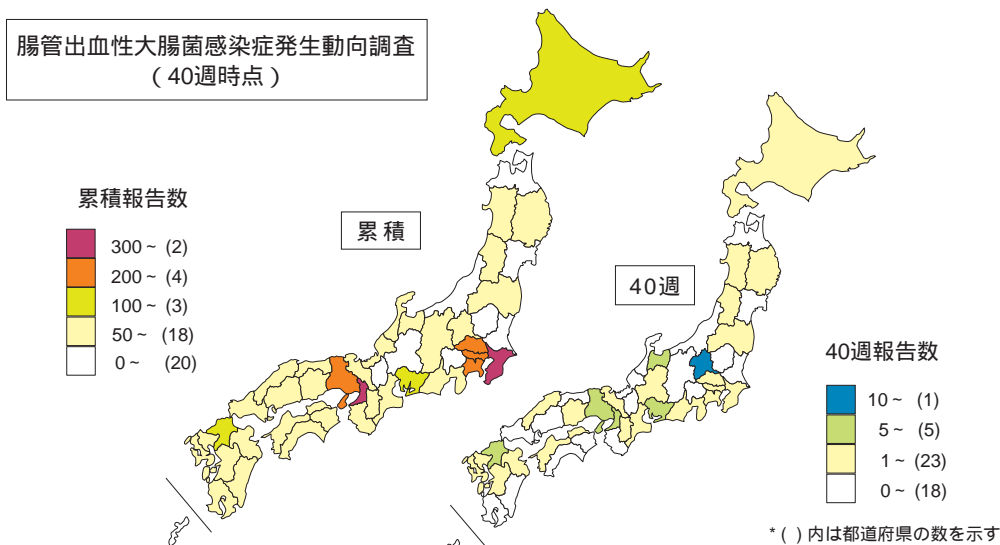 腸管出血性大腸菌感染症発生動向調査
（40週時点）
累積報告数
300～ (2)
200～ (4)
100～ (3)
50～ (18)
0～ (20)
累積
40週
40週報告数
10～ (1)
5～ (5)
1～ (23)
0～ (18)
*（ ）内は都道府県の数を示す